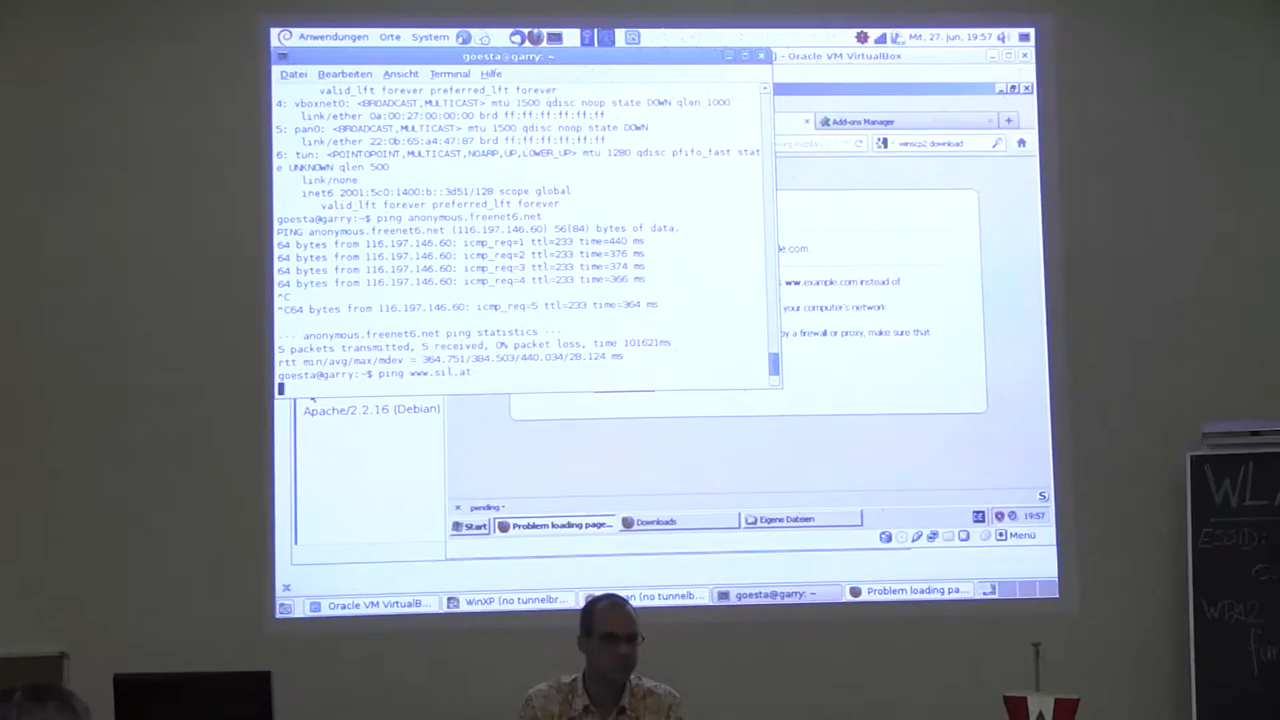 Anwendungen Orte System
Mit, 27. Jun, 19:57
goesta@garry: ~
] - Oracle VM VirtualBox
Datei Bearbeiten Ansicht Terminal Hilfe
valid_lft forever preferred_lft forever
4: vboxnet0: <BROADCAST,MULTICAST> mtu 1500 qdisc noop state DOWN qlen 1000
link/ether 0a:00:27:00:00:00 brd ff:ff:ff:ff:ff:ff
5: pan0: <BROADCAST,MULTICAST> mtu 1500 qdisc noop state DOWN
link/ether 22:0b:65:a4:47:87 brd ff:ff:ff:ff:ff:ff
6: tun: <POINTOPOINT,MULTICAST,NOARP,UP,LOWER_UP> mtu 1280 qdisc pfifo_fast stat
e UNKNOWN qlen 500
link/none
inet6 2001:5c0:1400:b::3d51/128 scope global
valid_lft forever preferred_lft forever
goesta@garry:~$ ping anonymous.freenet6.net
PING anonymous.freenet6.net (116.197.146.60) 56(84) bytes of data.
64 bytes from 116.197.146.60: icmp_req=1 ttl=233 time=440 ms
64 bytes from 116.197.146.60: icmp_req=2 ttl=233 time=376 ms
64 bytes from 116.197.146.60: icmp_req=3 ttl=233 time=374 ms
64 bytes from 116.197.146.60: icmp_req=4 ttl=233 time=366 ms
^C
^C64 bytes from 116.197.146.60: icmp_req=5 ttl=233 time=364 ms
--- anonymous.freenet6.net ping statistics ---
5 packets transmitted, 5 received, 0% packet loss, time 101621ms
rtt min/avg/max/mdev = 364.751/384.503/440.034/28.124 ms
goesta@garry:~$ ping www.sil.at
Add-ons Manager
winscp2 download
le.com.
ww.example.com instead of
your computer's network
by a firewall or proxy, make sure that
Apache/2.2.16 (Debian)
pending
Start Problem loading page... Downloads Eigene Dateien DE 19:57
Menü
Oracle VM VirtualB... WinXP (no tunnelbr... an (no tunnelb... goesta@garry: ~ Problem loading pa...
WL
ESSID:
WPA2